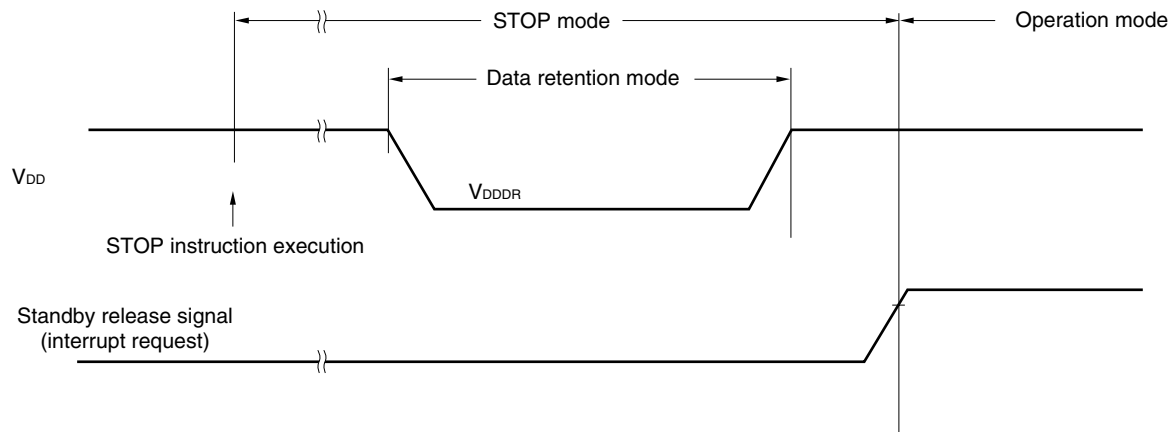 STOP mode
Operation mode
Data retention mode
VDD
VDDDR
STOP instruction execution
Standby release signal
(interrupt request)